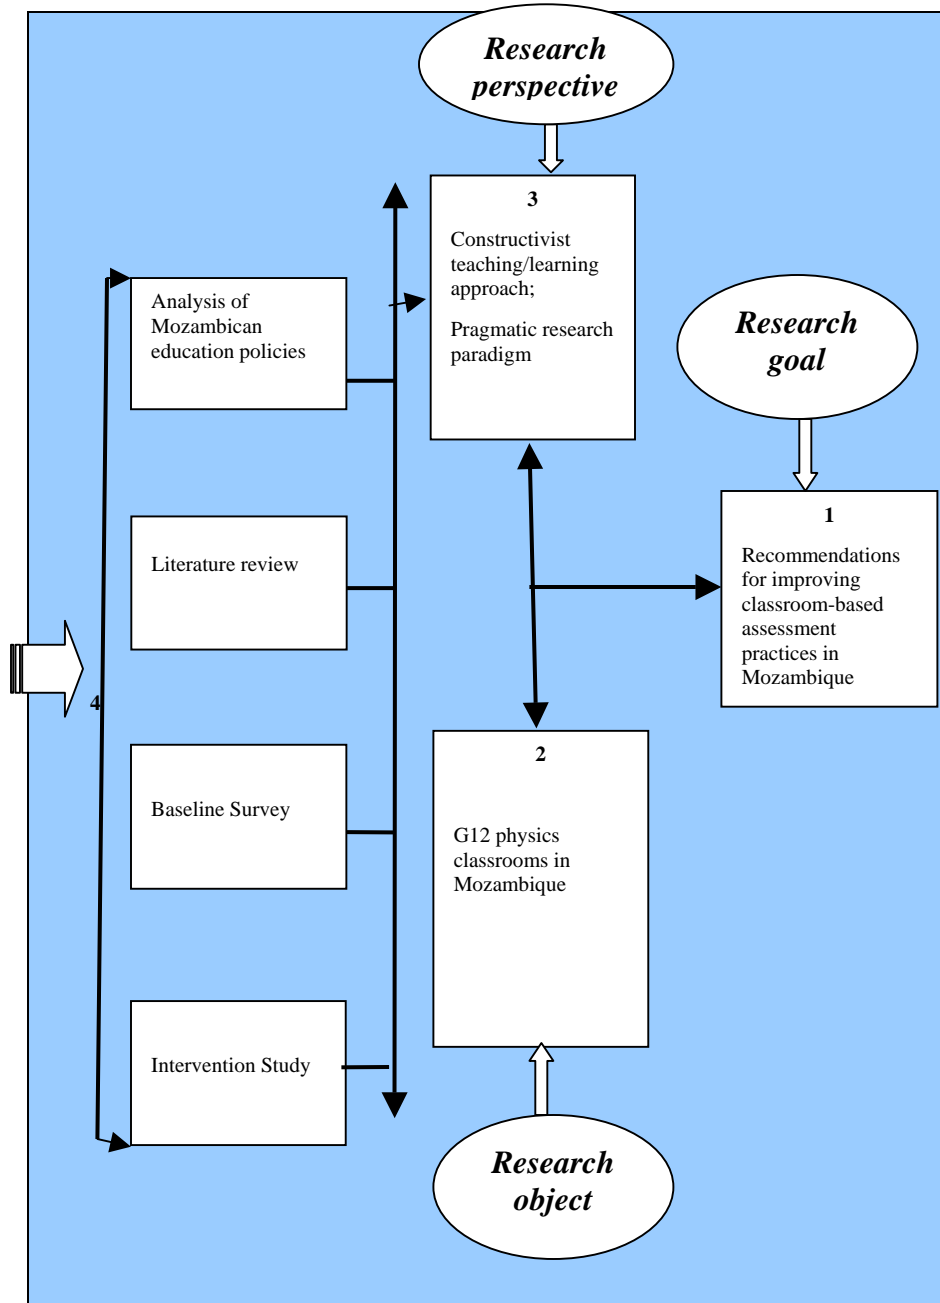 Research
perspective
3
Constructivist
teaching/learning
approach;
Pragmatic research
paradigm
Analysis of
Mozambican
education policies
Research
goal
1
Recommendations
for improving
classroom-based
assessment
practices in
Mozambique
Literature review
4
2
G12 physics
classrooms in
Mozambique
Baseline Survey
Intervention Study
Research
object